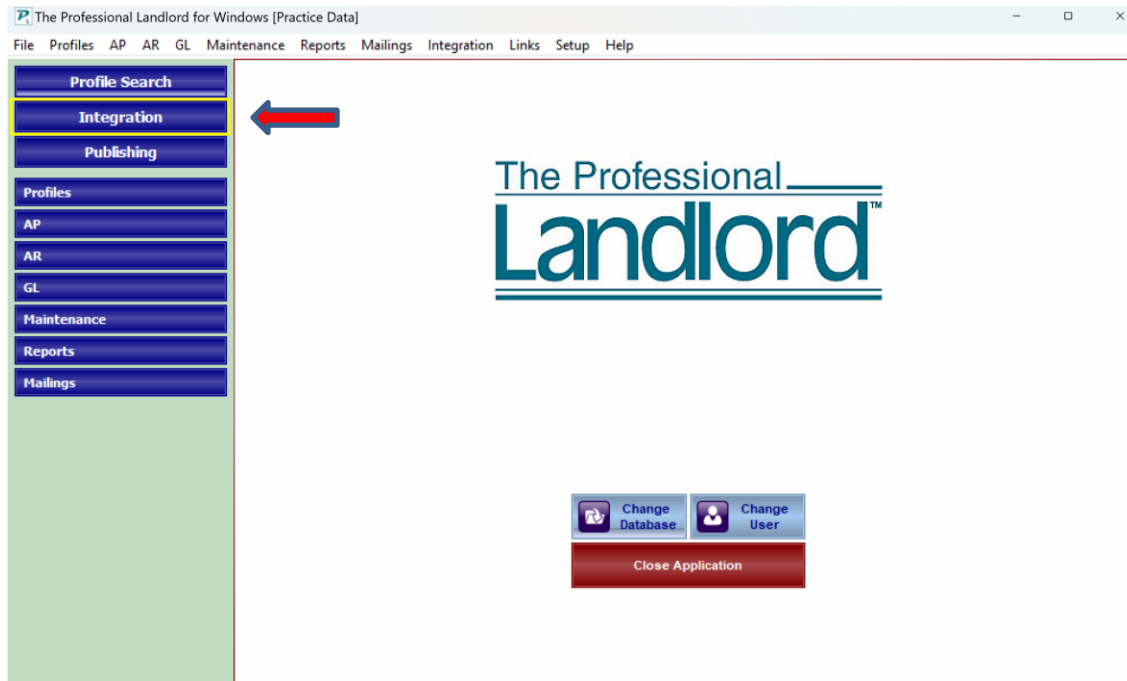 The Professional Landlord for Windows [Practice Data]
File Profiles AP AR GL Maintenance Reports Mailings Integration Links Setup Help
Profile Search
Integration
Publishing
Profiles
AP
AR
GL
Maintenance
Reports
Mailings
The Professional
Landlord™
Change
Database
Change
User
Close Application